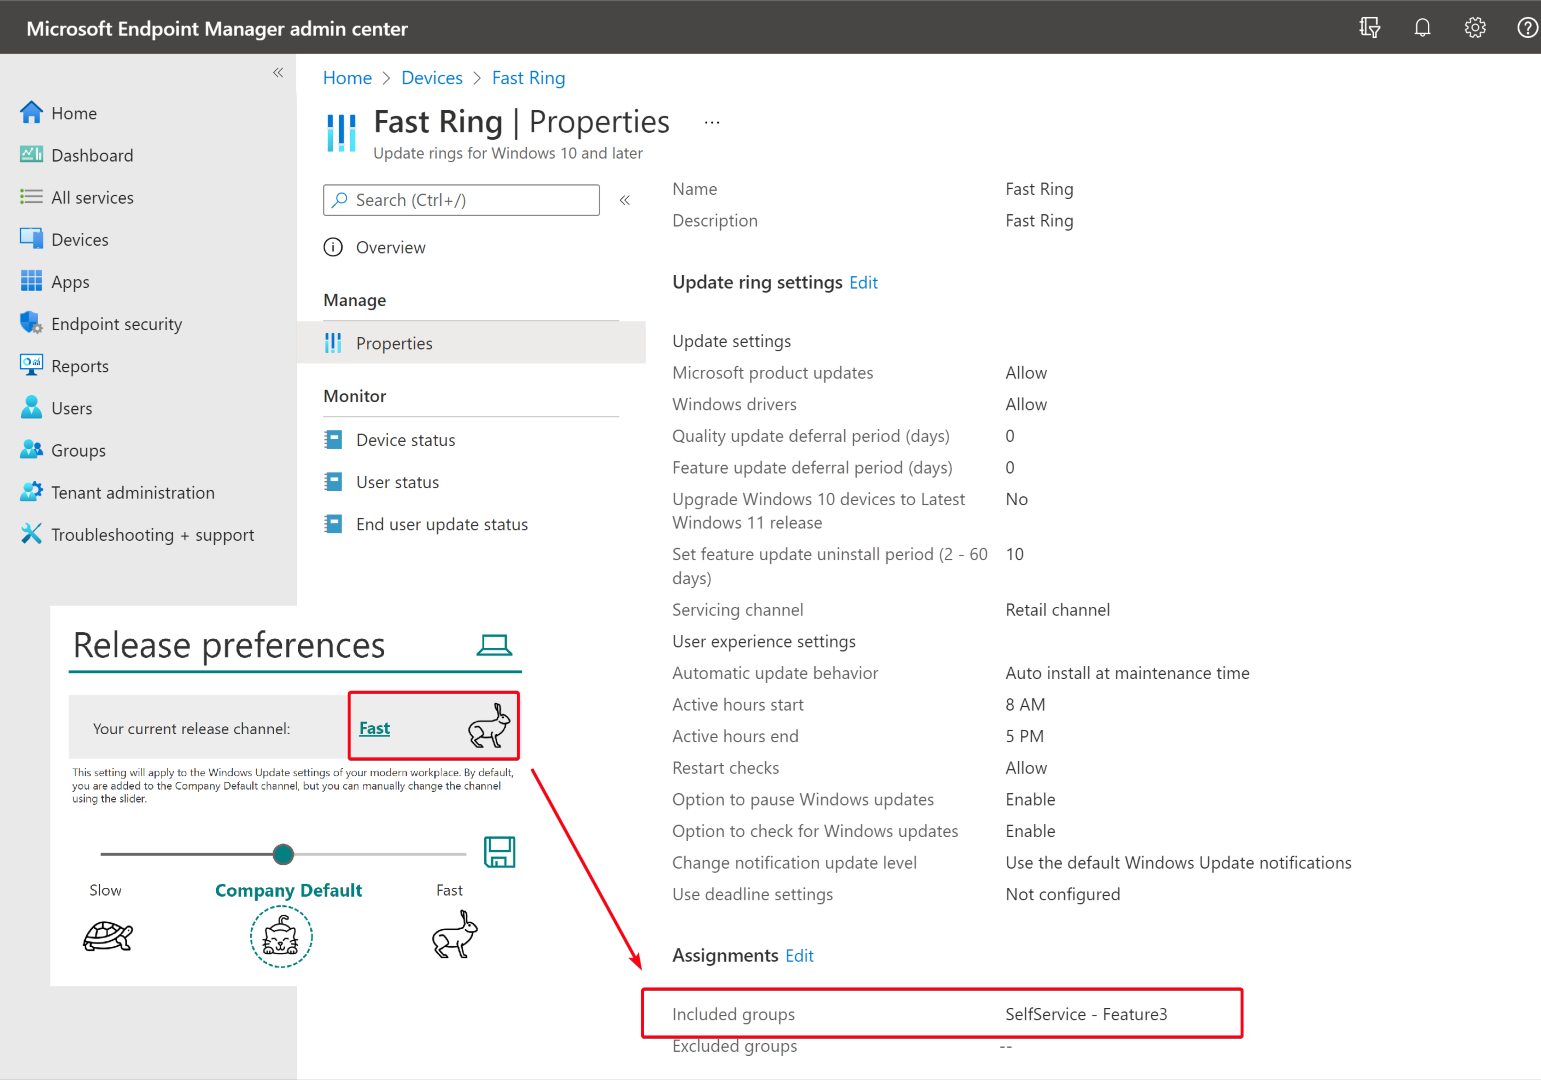 Microsoft Endpoint Manager admin center
Home
Dashboard
All services
Devices
Apps
Endpoint security
Reports
Users
Groups
Tenant administration
Troubleshooting + support
Home > Devices > Fast Ring
Fast Ring | Properties ...
Update rings for Windows 10 and later
Search (Ctrl+/)
Overview
Manage
Properties
Monitor
Device status
User status
End user update status
Name Fast Ring
Description Fast Ring
Update ring settings Edit
Update settings
Microsoft product updates Allow
Windows drivers Allow
Quality update deferral period (days) 0
Feature update deferral period (days) 0
Upgrade Windows 10 devices to Latest No
Windows 11 release
Set feature update uninstall period (2 - 60 10
days)
Servicing channel Retail channel
User experience settings
Automatic update behavior Auto install at maintenance time
Active hours start 8 AM
Active hours end 5 PM
Restart checks Allow
Option to pause Windows updates Enable
Option to check for Windows updates Enable
Change notification update level Use the default Windows Update notifications
Use deadline settings Not configured
Assignments Edit
Included groups SelfService - Feature3
Excluded groups --
Release preferences
Your current release channel: Fast
This setting will apply to the Windows Update settings of your modern workplace. By default,
you are added to the Company Default channel, but you can manually change the channel
using the slider.
Slow Company Default Fast